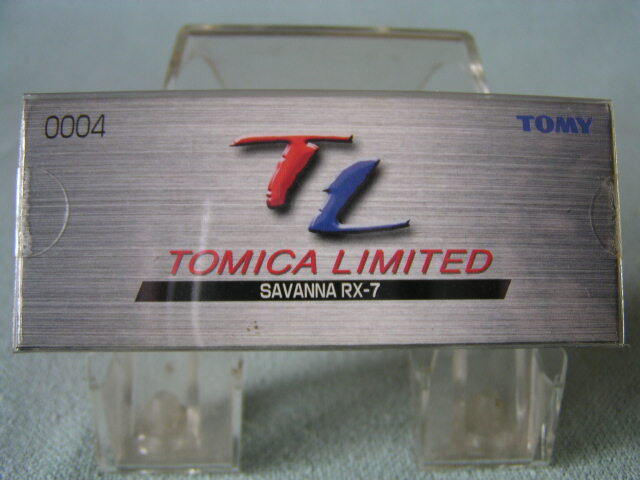 0004
TOMY
TL
TOMICA LIMITED
SAVANNA RX-7